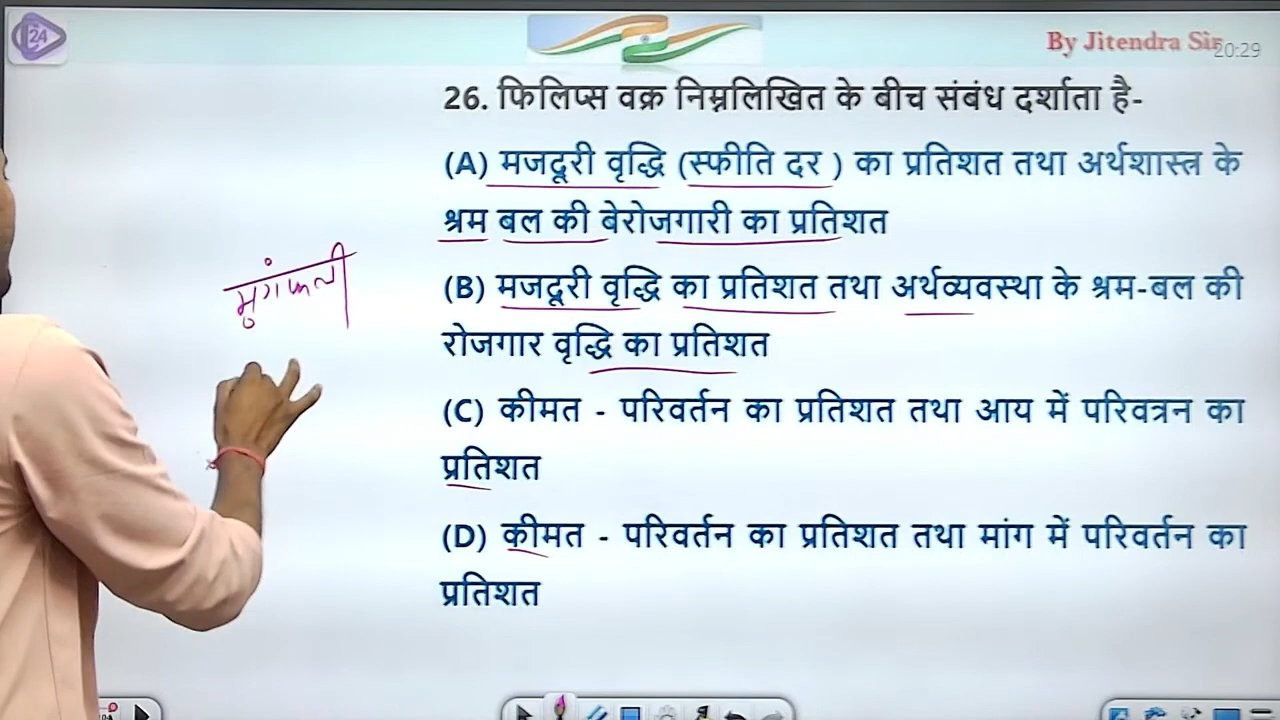 24
By Jitendra Sir
20:29
26. फिलिप्स वक्र निम्नलिखित के बीच संबंध दर्शाता है-
(A) मजदूरी वृद्धि (स्फीति दर ) का प्रतिशत तथा अर्थशास्त्र के
श्रम बल की बेरोजगारी का प्रतिशत
(B) मजदूरी वृद्धि का प्रतिशत तथा अर्थव्यवस्था के श्रम-बल की
रोजगार वृद्धि का प्रतिशत
(C) कीमत - परिवर्तन का प्रतिशत तथा आय में परिवत्रन का
प्रतिशत
(D) कीमत - परिवर्तन का प्रतिशत तथा मांग में परिवर्तन का
प्रतिशत